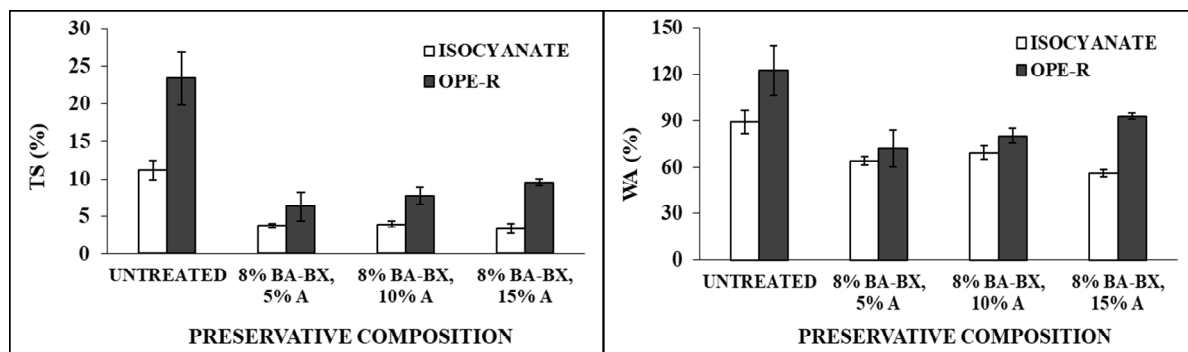 30
25
20
15
10
5
0
TS (%)
ISOCYANATE
OPE-R
UNTREATED
8% BA-BX,
5% A
8% BA-BX,
10% A
8% BA-BX,
15% A
PRESERVATIVE COMPOSITION
150
120
90
60
30
0
WA (%)
ISOCYANATE
OPE-R
UNTREATED
8% BA-BX,
5% A
8% BA-BX,
10% A
8% BA-BX,
15% A
PRESERVATIVE COMPOSITION